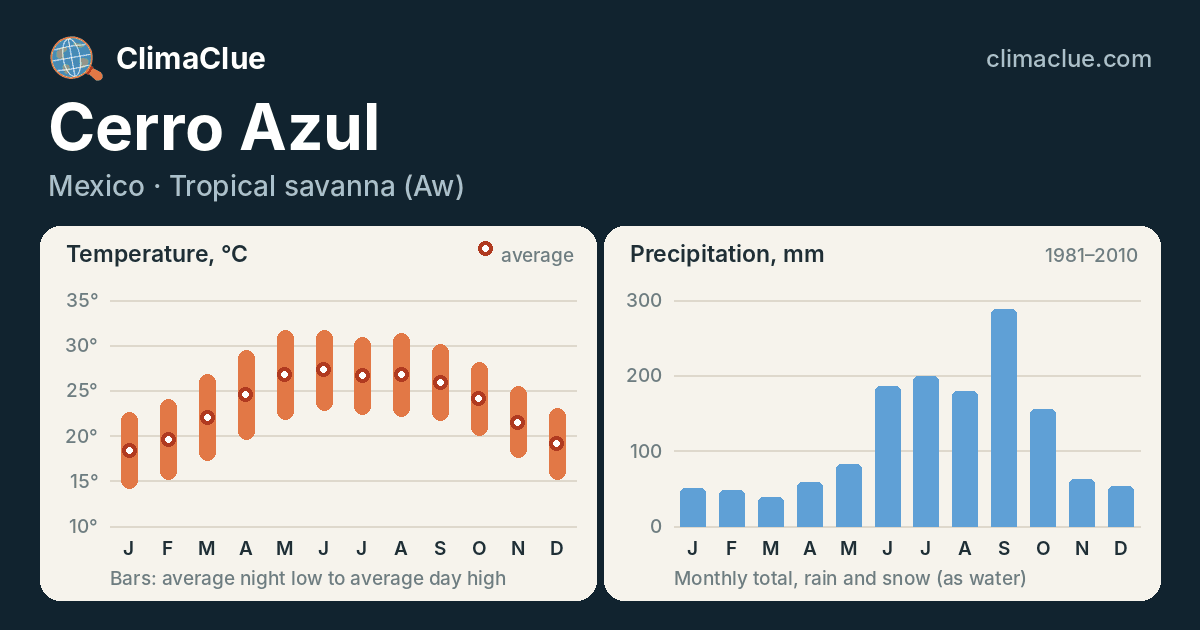 ClimaClue
climaclue.com
Cerro Azul
Mexico · Tropical savanna (Aw)
Temperature, °C
average
35°
30°
25°
20°
15°
10°
J F M A M J J A S O N D
Bars: average night low to average day high
Precipitation, mm
1981–2010
300
200
100
0
J F M A M J J A S O N D
Monthly total, rain and snow (as water)